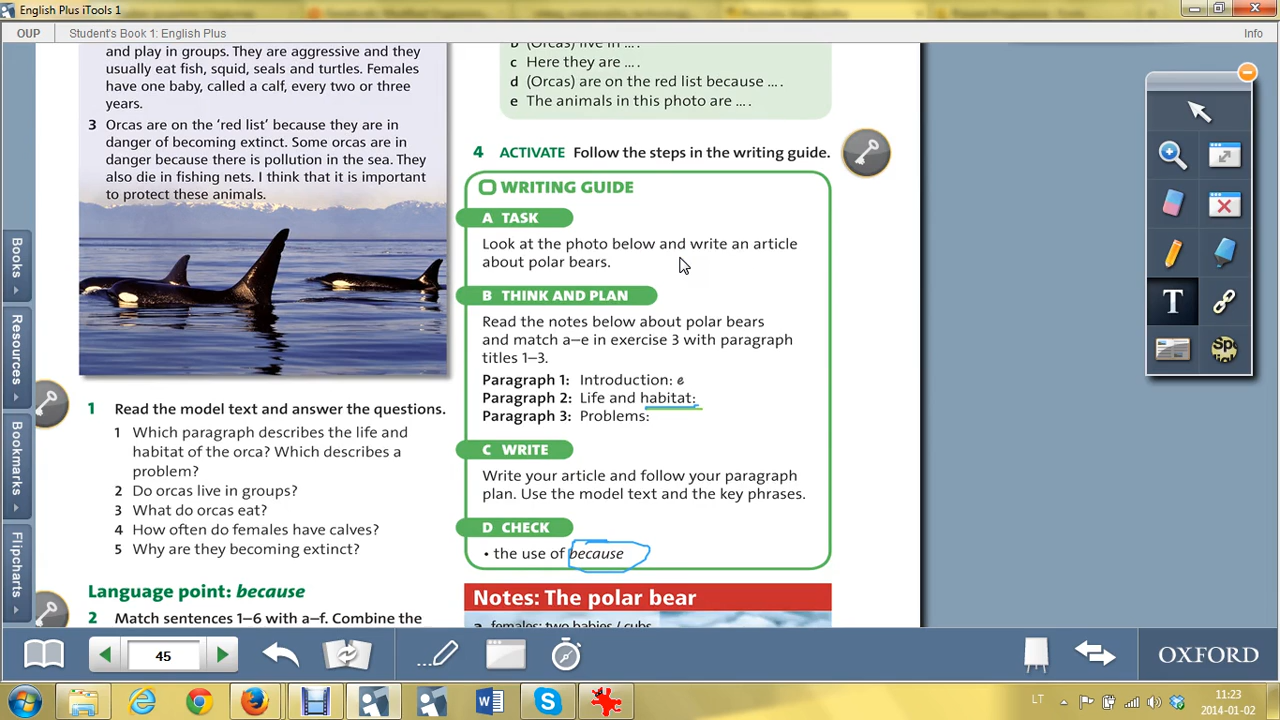 English Plus iTools 1
OUP
Student's Book 1: English Plus
Info
and play in groups. They are aggressive and they
usually eat fish, squid, seals and turtles. Females
have one baby, called a calf, every two or three
years.
3 Orcas are on the 'red list' because they are in
danger of becoming extinct. Some orcas are in
danger because there is pollution in the sea. They
also die in fishing nets. I think that it is important
to protect these animals.
1 Read the model text and answer the questions.
1 Which paragraph describes the life and
habitat of the orca? Which describes a
problem?
2 Do orcas live in groups?
3 What do orcas eat?
4 How often do females have calves?
5 Why are they becoming extinct?
Language point: because
2 Match sentences 1–6 with a–f. Combine the
b (Orcas) live in ... .
c Here they are ... .
d (Orcas) are on the red list because ... .
e The animals in this photo are ... .
4 ACTIVATE Follow the steps in the writing guide.
WRITING GUIDE
A TASK
Look at the photo below and write an article
about polar bears.
B THINK AND PLAN
Read the notes below about polar bears
and match a–e in exercise 3 with paragraph
titles 1–3.
Paragraph 1: Introduction: e
Paragraph 2: Life and habitat:
Paragraph 3: Problems:
C WRITE
Write your article and follow your paragraph
plan. Use the model text and the key phrases.
D CHECK
• the use of because
Notes: The polar bear
a females: two babies / cubs
Books
Resources
Bookmarks
Flipcharts
T
Sp
45
OXFORD
LT
11:23
2014-01-02